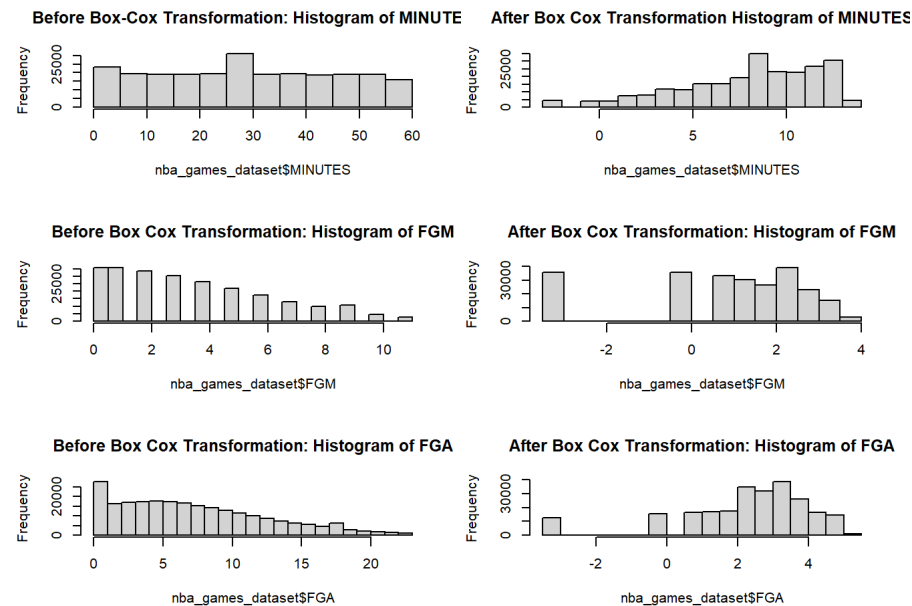 Before Box-Cox Transformation: Histogram of MINUTE
Frequency
0
25000
0 10 20 30 40 50 60
nba_games_dataset$MINUTES
After Box Cox Transformation Histogram of MINUTES
Frequency
0
25000
0 5 10
nba_games_dataset$MINUTES
Before Box Cox Transformation: Histogram of FGM
Frequency
0
25000
0 2 4 6 8 10
nba_games_dataset$FGM
After Box Cox Transformation: Histogram of FGM
Frequency
0
30000
-2 0 2 4
nba_games_dataset$FGM
Before Box Cox Transformation: Histogram of FGA
Frequency
0
20000
0 5 10 15 20
nba_games_dataset$FGA
After Box Cox Transformation: Histogram of FGA
Frequency
0
30000
-2 0 2 4
nba_games_dataset$FGA